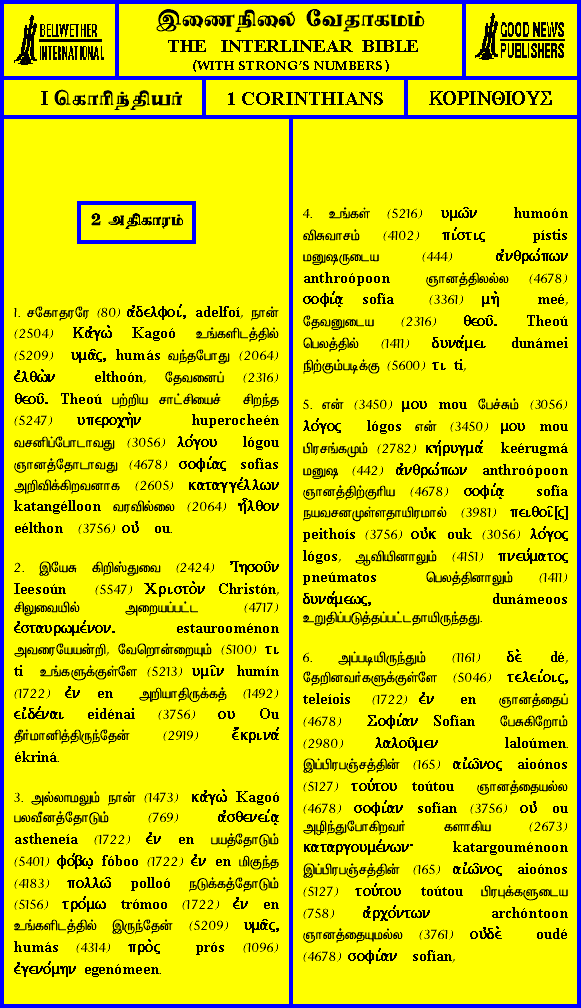 BELLWETHER
INTERNATIONAL
இணைநிலை வேதாகமம்
THE INTERLINEAR BIBLE
(WITH STRONG'S NUMBERS)
GOOD NEWS
PUBLISHERS
I கொரிந்தியர்
1 CORINTHIANS
ΚΟΡΙΝΘΙΟΥΣ
2 அதிகாரம்
1. சகோதரரே (80) ἀδελφοί, adelfoí, நான்
(2504) Κἀγὼ Kagoó உங்களிடத்தில்
(5209) υμᾶς, humás வந்தபோது (2064)
ἐλθὼν elthoón, தேவனைப் (2316)
θεοῦ. Theoú பற்றிய சாட்சியைச் சிறந்த
(5247) υπεροχὴν huperocheén
வசனிப்போடாவது (3056) λόγου lógou
ஞானத்தோடாவது (4678) σοφίας sofías
அறிவிக்கிறவனாக (2605) καταγγέλλων
katangélloon வரவில்லை (2064) ἦλθον
eélthon (3756) οὐ ou.
2. இயேசு கிறிஸ்துவை (2424) Ἰησοῦν
Ieesoún (5547) Χριστὸν Christón,
சிலுவையில் அறையப்பட்ட (4717)
ἐσταυρωμένον. estaurooménon
அவரையேயன்றி, வேறொன்றையும் (5100) τι
ti உங்களுக்குள்ளே (5213) υμῖν humín
(1722) ἐν en அறியாதிருக்கத் (1492)
εἰδέναι eidénai (3756) ου Ou
தீர்மானித்திருந்தேன் (2919) ἔκρινά
ékriná.
3. அல்லாமலும் நான் (1473) κἀγὼ Kagoó
பலவீனத்தோடும் (769) ἀσθενείᾳ
astheneía (1722) ἐν en பயத்தோடும்
(5401) φόβῳ fóboo (1722) ἐν en மிகுந்த
(4183) πολλῶ polloó நடுக்கத்தோடும்
(5156) τρόμω trómoo (1722) ἐν en
உங்களிடத்தில் இருந்தேன் (5209) υμᾶς,
humás (4314) πρὸς prós (1096)
ἐγενόμην egenómeen.
4. உங்கள் (5216) υμῶν humoón
விசுவாசம் (4102) πίστις pístis
மனுஷருடைய (444) ἀνθρώπων
anthroópoon ஞானத்திலல்ல (4678)
σοφίᾳ sofía (3361) μὴ meé,
தேவனுடைய (2316) θεοῦ. Theoú
பெலத்தில் (1411) δυνάμει dunámei
நிற்கும்படிக்கு (5600) τι ti,
5. என் (3450) μου mou பேச்சும் (3056)
λόγος lógos என் (3450) μου mou
பிரசங்கமும் (2782) κήρυγμά keérugmá
மனுஷ (442) ἀνθρώπων anthroópoon
ஞானத்திற்குரிய (4678) σοφίᾳ sofía
நயவசனமுள்ளதாயிராமல் (3981) πειθοῖ[ς]
peithoís (3756) οὐκ ouk (3056) λόγος
lógos, ஆவியினாலும் (4151) πνεύματος
pneúmatos பெலத்தினாலும் (1411)
δυνάμεως, dunámeoos
உறுதிப்படுத்தப்பட்டதாயிருந்தது.
6. அப்படியிருந்தும் (1161) δὲ dé,
தேறினவர்களுக்குள்ளே (5046) τελείοις,
teleíois (1722) ἐν en ஞானத்தைப்
(4678) Σοφίαν Sofían பேசுகிறோம்
(2980) λαλοῦμεν laloúmen.
இப்பிரபஞ்சத்தின் (165) αἰῶνος aioónos
(5127) τούτου toútou ஞானத்தையல்ல
(4678) σοφίαν sofían (3756) οὐ ou
அழிந்துபோகிறவர் களாகிய (2673)
καταργουμένων· katargouménoon
இப்பிரபஞ்சத்தின் (165) αἰῶνος aioónos
(5127) τούτου toútou பிரபுக்களுடைய
(758) ἀρχόντων archóntoon
ஞானத்தையுமல்ல (3761) οὐδὲ oudé
(4678) σοφίαν sofían,